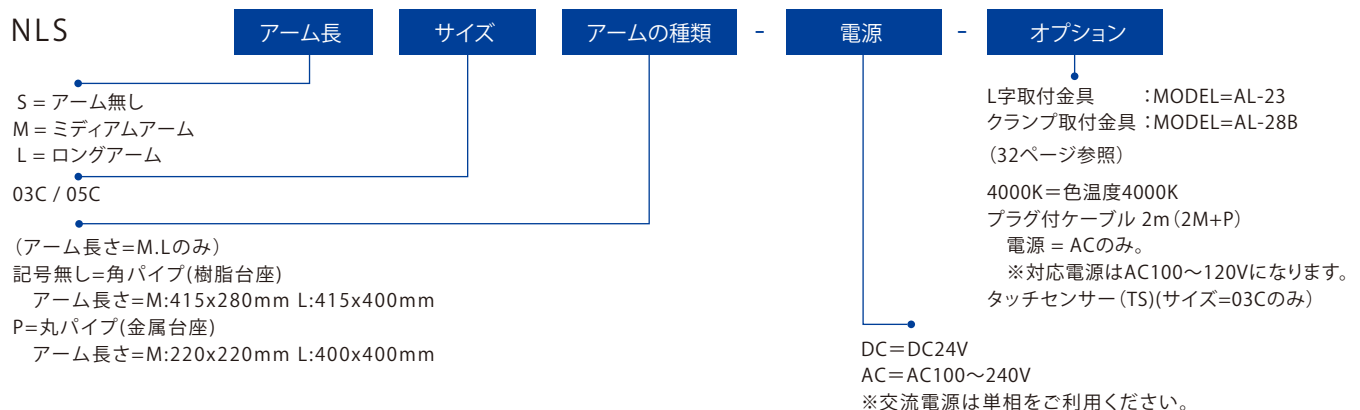 NLS アーム長 サイズ アームの種類 - 電源 - オプション
S = アーム無し
M = ミディアムアーム
L = ロングアーム
03C / 05C
(アーム長さ=M.Lのみ)
記号無し=角パイプ(樹脂台座)
アーム長さ=M:415x280mm L:415x400mm
P=丸パイプ(金属台座)
アーム長さ=M:220x220mm L:400x400mm
L字取付金具 :MODEL=AL-23
クランプ取付金具:MODEL=AL-28B
(32ページ参照)
4000K=色温度4000K
プラグ付ケーブル 2m(2M+P)
電源 = ACのみ。
※対応電源はAC100〜120Vになります。
タッチセンサー(TS)(サイズ=03Cのみ)
DC=DC24V
AC=AC100〜240V
※交流電源は単相をご利用ください。